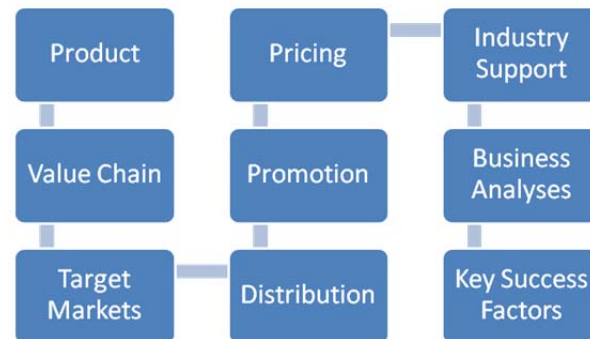 Product
Value Chain
Target
Markets
Distribution
Promotion
Pricing
Industry
Support
Business
Analyses
Key Success
Factors